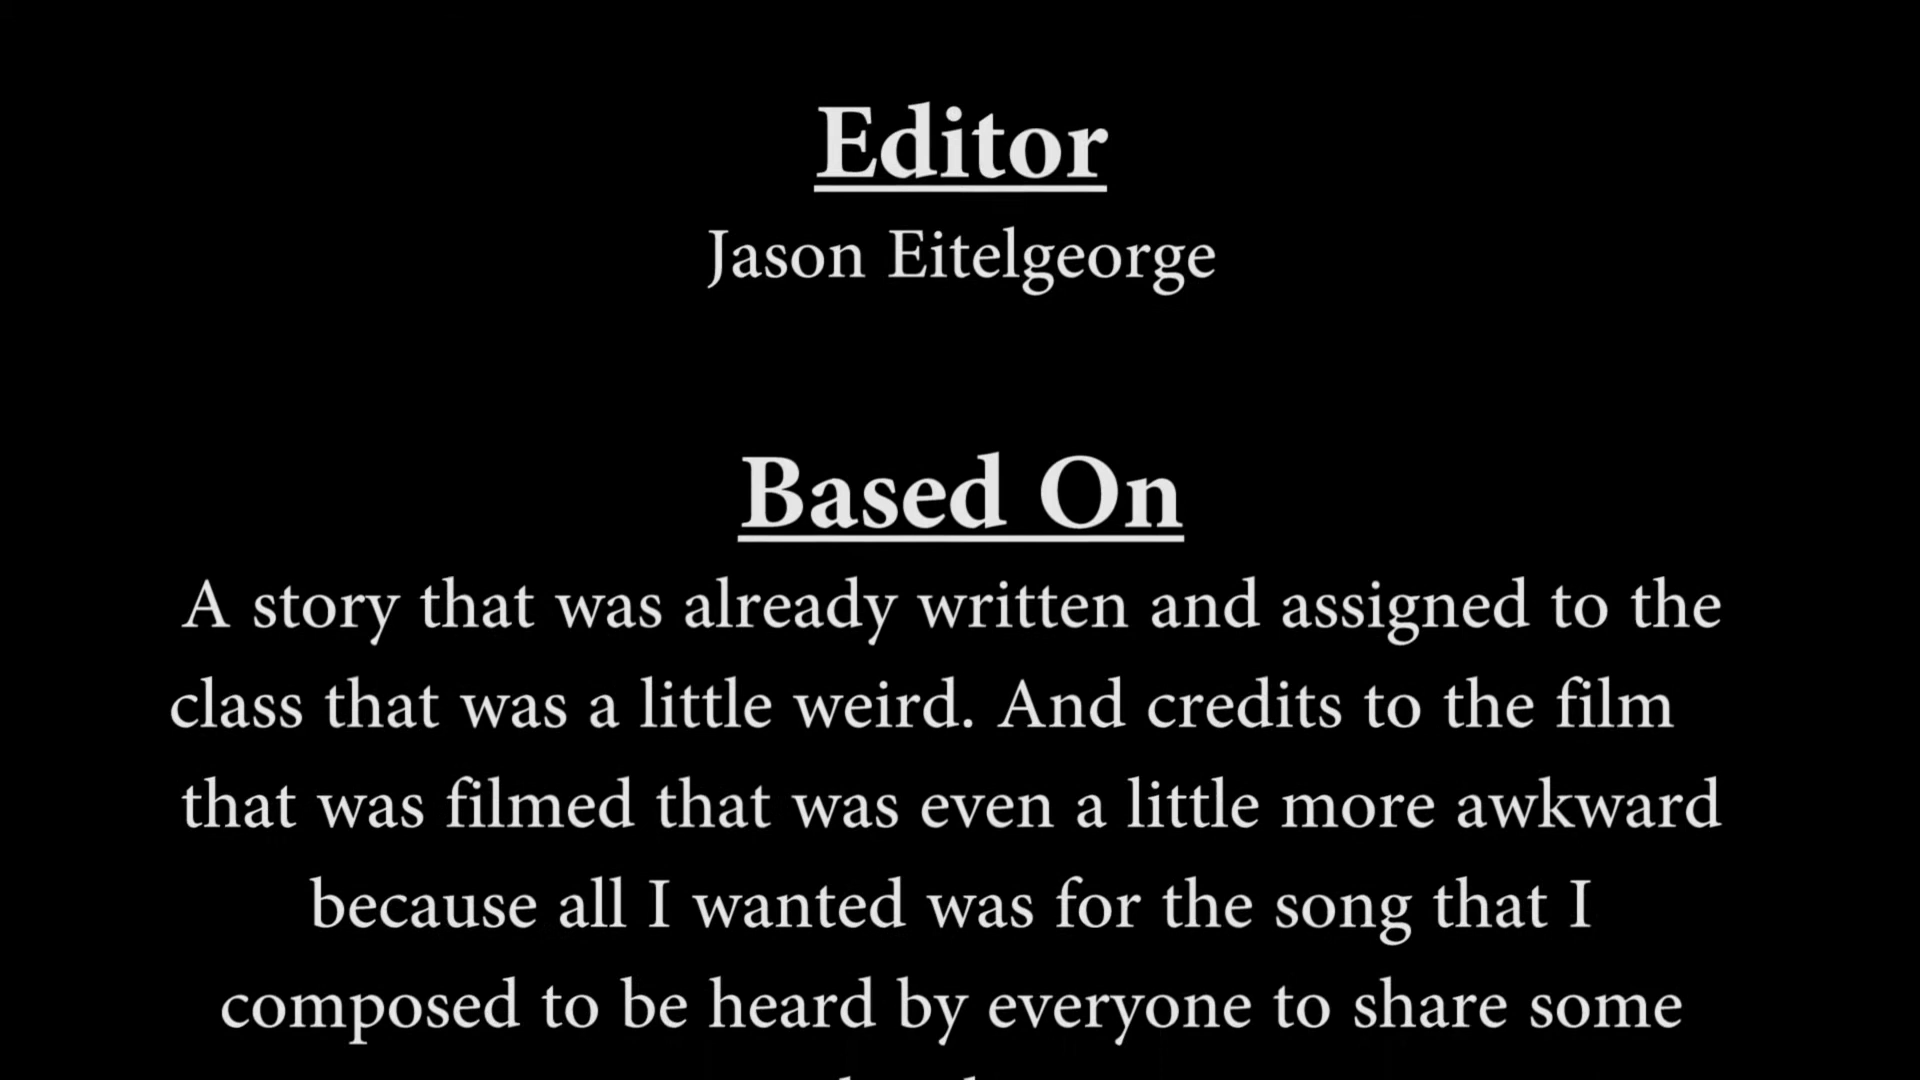 Editor
Jason Eitelgeorge
Based On
A story that was already written and assigned to the
class that was a little weird. And credits to the film
that was filmed that was even a little more awkward
because all I wanted was for the song that I
composed to be heard by everyone to share some